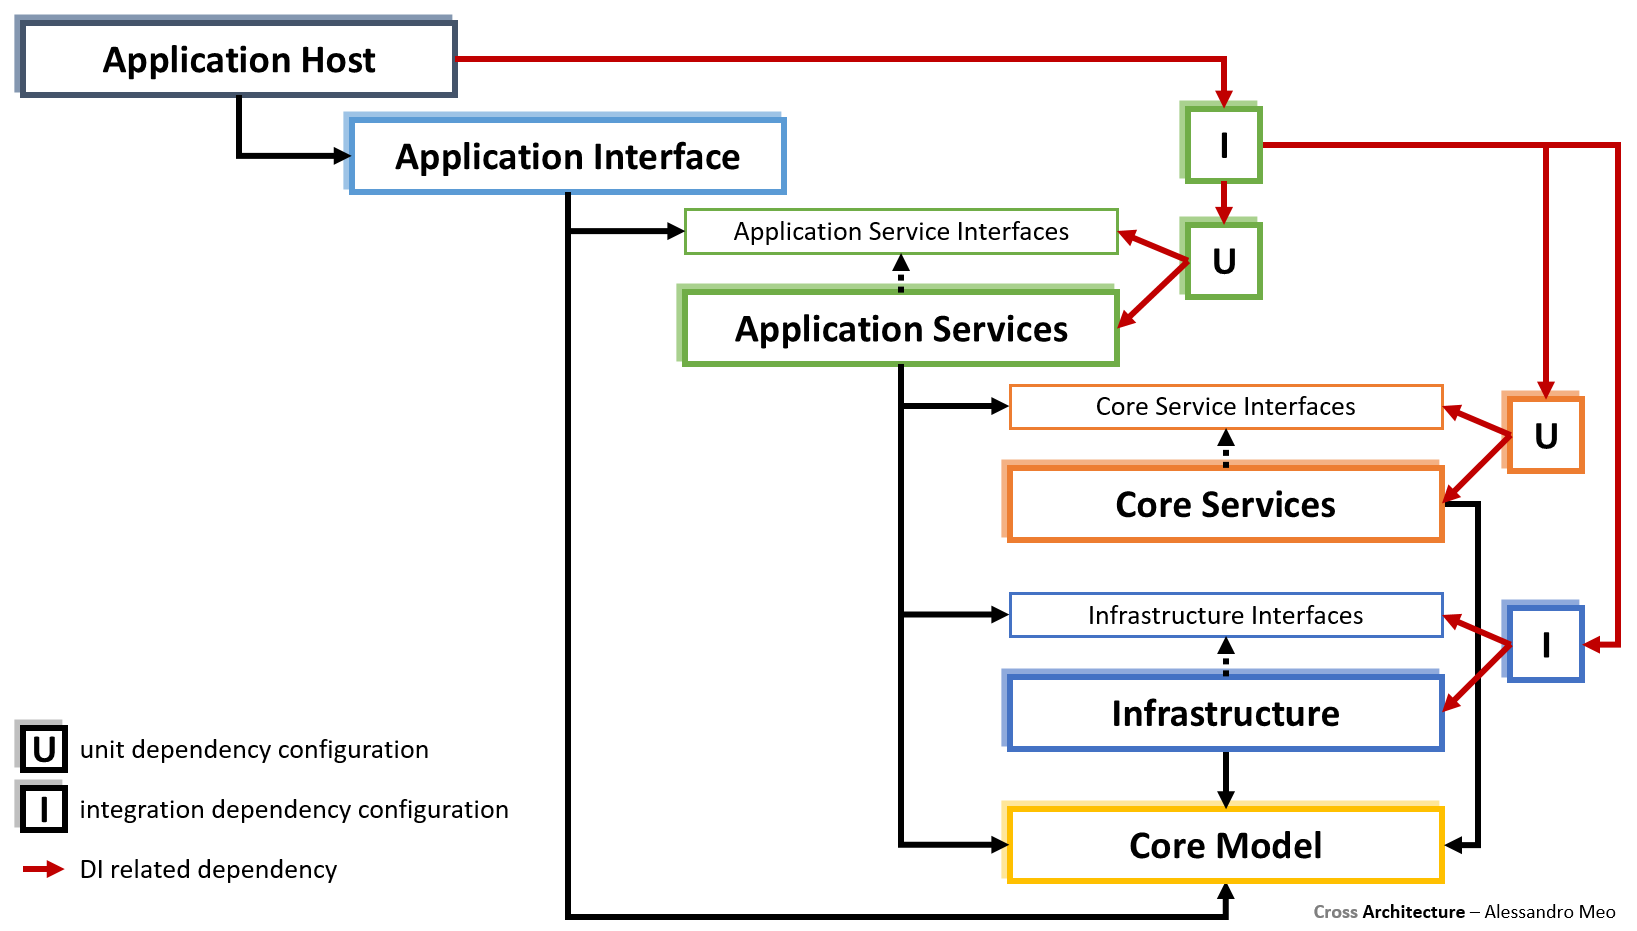 Application Host
I
Application Interface
Application Service Interfaces
U
Application Services
Core Service Interfaces
U
Core Services
Infrastructure Interfaces
I
Infrastructure
U unit dependency configuration
I integration dependency configuration
Core Model
DI related dependency
Cross Architecture – Alessandro Meo